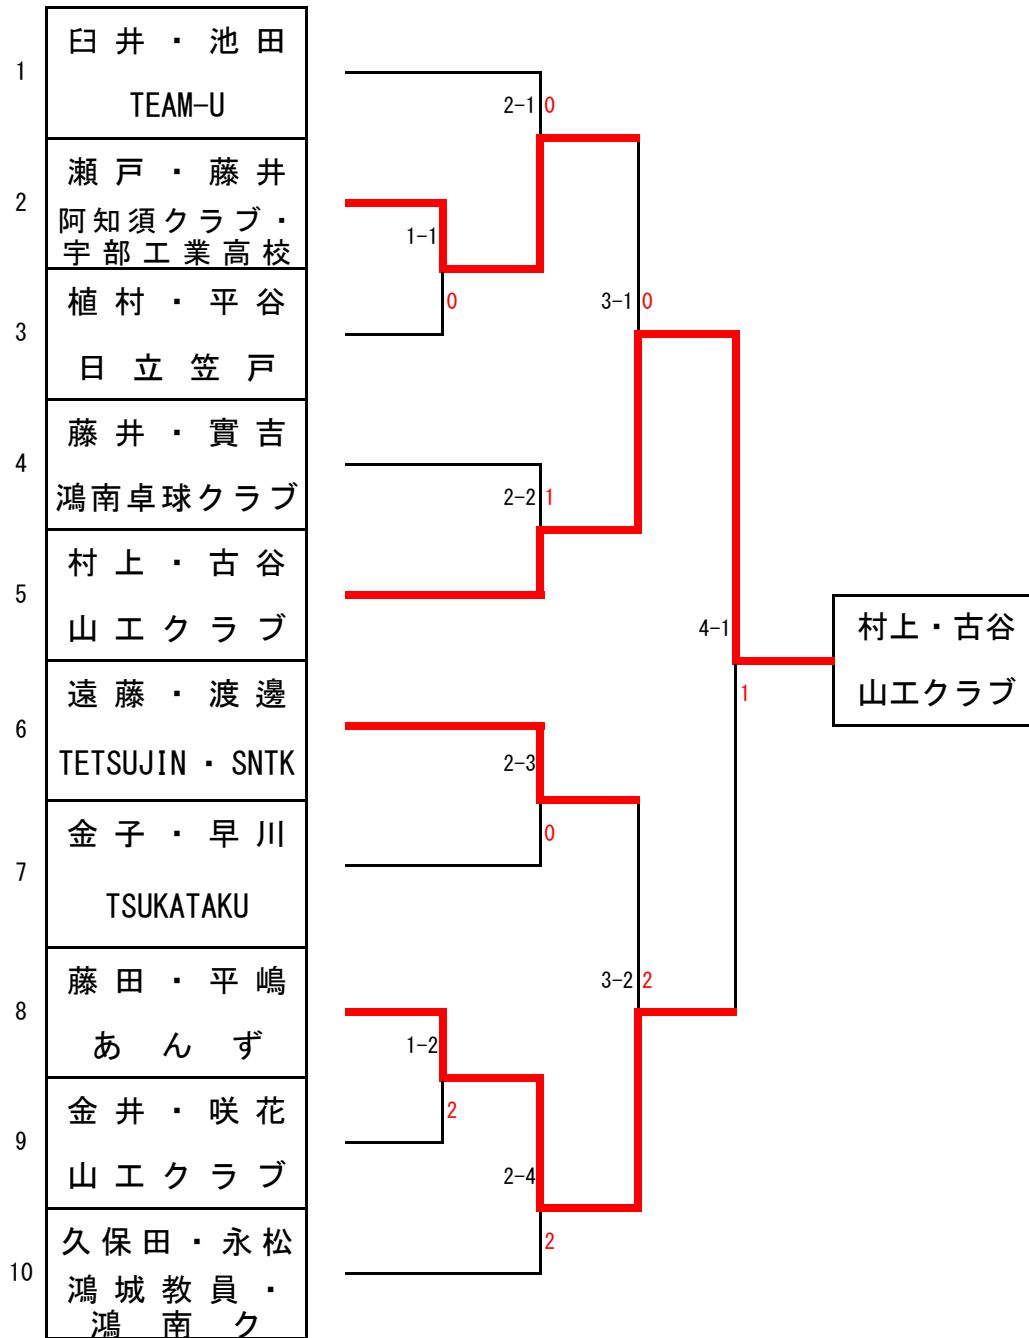 1
臼井・池田
TEAM-U
2
瀬戸・藤井
阿知須クラブ・
宇部工業高校
3
植村・平谷
日立笠戸
4
藤井・實吉
鴻南卓球クラブ
5
村上・古谷
山エクラブ
6
遠藤・渡邊
TETSUJIN・SNTK
7
金子・早川
TSUKATAKU
8
藤田・平嶋
あんず
9
金井・咲花
山エクラブ
10
久保田・永松
鴻城教員・
鴻南ク
2-1 0
1-1
0
3-1 0
2-2 1
4-1
1
2-3
0
3-2 2
1-2
2
2-4
2
村上・古谷
山エクラブ